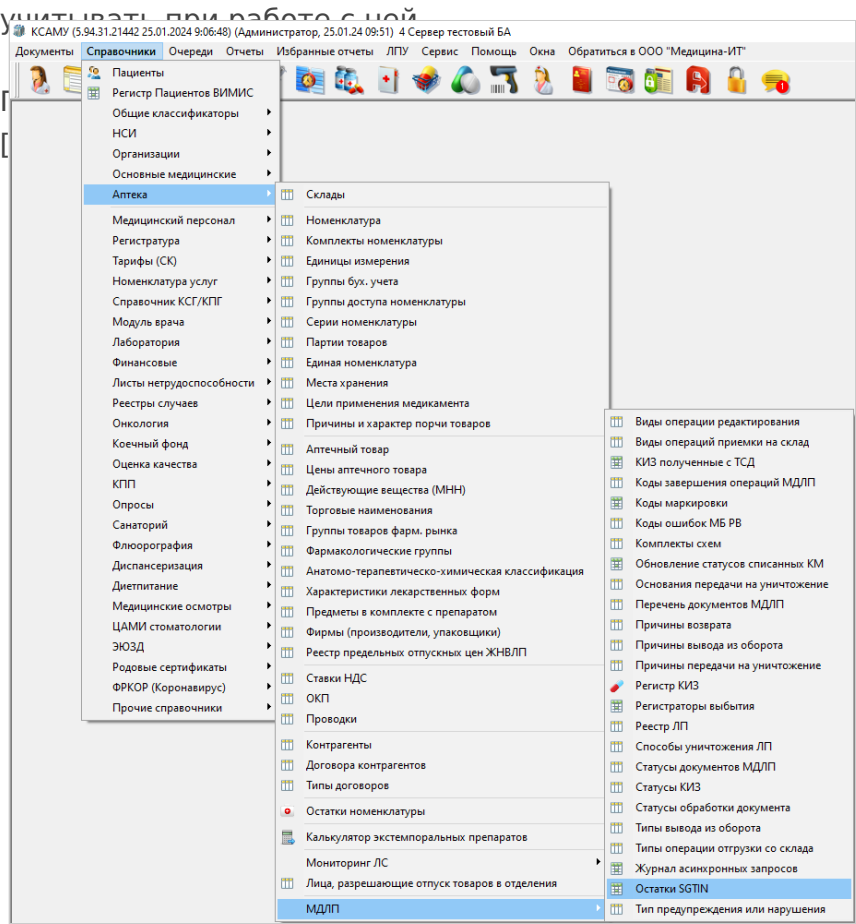 учитывать при работе с ней
КСАМУ (5.94.31.21442 25.01.2024 9:06:48) (Администратор, 25.01.24 09:51) 4 Сервер тестовый БА
Документы Справочники Очереди Отчеты Избранные отчеты ЛПУ Сервис Помощь Окна Обратиться в ООО "Медицина-ИТ"
1
Пациенты
Регистр Пациентов ВИМИС
Общие классификаторы
НСИ
Организации
Основные медицинские
Аптека
Медицинский персонал
Регистратура
Тарифы (СК)
Номенклатура услуг
Справочник КСГ/КПГ
Модуль врача
Лаборатория
Финансовые
Листы нетрудоспособности
Реестры случаев
Онкология
Коечный фонд
Оценка качества
КПП
Опросы
Санаторий
Флюорография
Диспансеризация
Диетпитание
Медицинские осмотры
ЦАМИ стоматологии
ЭЮЗД
Родовые сертификаты
ФРКОР (Коронавирус)
Прочие справочники
Склады
Номенклатура
Комплекты номенклатуры
Единицы измерения
Группы бух. учета
Группы доступа номенклатуры
Серии номенклатуры
Партии товаров
Единая номенклатура
Места хранения
Цели применения медикамента
Причины и характер порчи товаров
Аптечный товар
Цены аптечного товара
Действующие вещества (МНН)
Торговые наименования
Группы товаров фарм. рынка
Фармакологические группы
Анатомо-терапевтическо-химическая классификация
Характеристики лекарственных форм
Предметы в комплекте с препаратом
Фирмы (производители, упаковщики)
Реестр предельных отпускных цен ЖНВЛП
Ставки НДС
ОКП
Проводки
Контрагенты
Договора контрагентов
Типы договоров
Остатки номенклатуры
Калькулятор экстемпоральных препаратов
Мониторинг ЛС
Лица, разрешающие отпуск товаров в отделения
МДЛП
Виды операции редактирования
Виды операций приемки на склад
КИЗ полученные с ТСД
Коды завершения операций МДЛП
Коды маркировки
Коды ошибок МБ РВ
Комплекты схем
Обновление статусов списанных КМ
Основания передачи на уничтожение
Перечень документов МДЛП
Причины возврата
Причины вывода из оборота
Причины передачи на уничтожение
Регистр КИЗ
Регистраторы выбытия
Реестр ЛП
Способы уничтожения ЛП
Статусы документов МДЛП
Статусы КИЗ
Статусы обработки документа
Типы вывода из оборота
Типы операции отгрузки со склада
Журнал асинхронных запросов
Остатки SGTIN
Тип предупреждения или нарушения